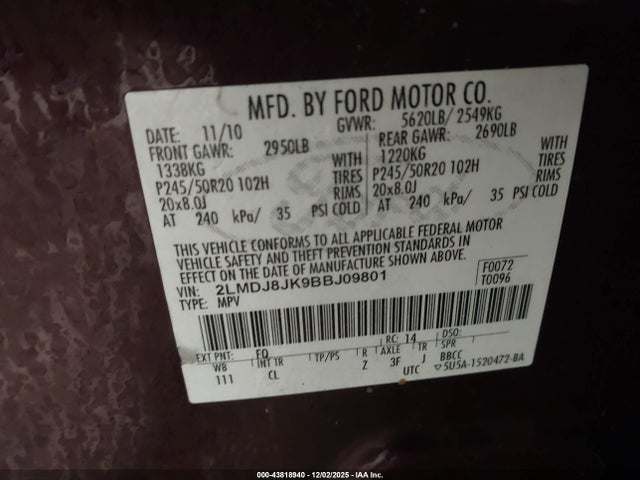 MFD. BY FORD MOTOR CO.
DATE: 11/10 GVWR: 5620LB/ 2549KG
FRONT GAWR: 2950LB REAR GAWR: 2690LB
1338KG WITH 1220KG WITH
P245/50R20 102H TIRES P245/50R20 102H TIRES
20x8.0J RIMS 20x8.0J RIMS
AT 240 kPa/ 35 PSI COLD AT 240 kPa/ 35 PSI COLD
THIS VEHICLE CONFORMS TO ALL APPLICABLE FEDERAL MOTOR
VEHICLE SAFETY AND THEFT PREVENTION STANDARDS IN
EFFECT ON THE DATE OF MANUFACTURE SHOWN ABOVE.
VIN: 2LMDJ8JK9BBJ09801 F0072
TYPE: MPV T0096
EXT PNT: FQ RC: 14 DSO:
WB INT TR TP/PS R AXLE TR SPR
111 CL Z 3F J BBCC
UTC ▽5U5A-1520472-BA
000-43818940 - 12/02/2025 - IAA Inc.